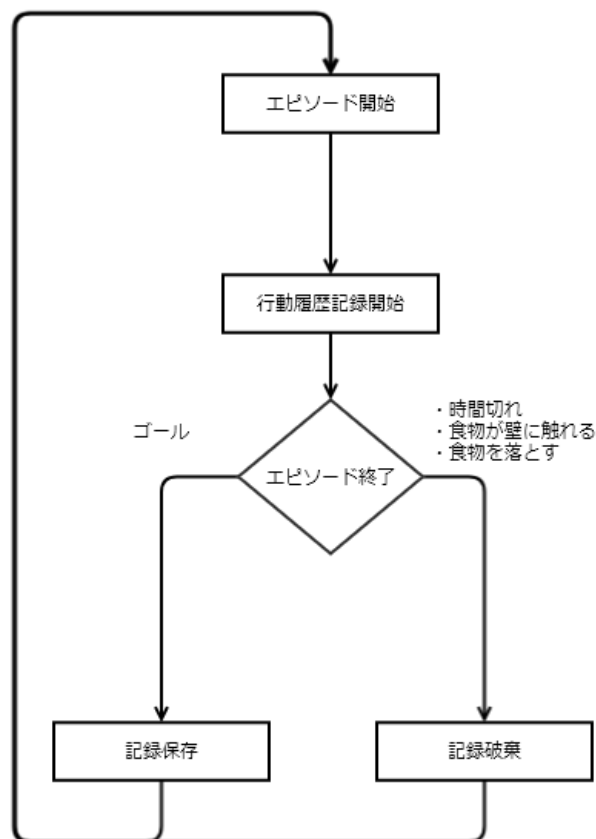 エピソード開始
行動履歴記録開始
ゴール
・時間切れ
・食物が壁に触れる
・食物を落とす
エピソード終了
記録保存
記録破棄